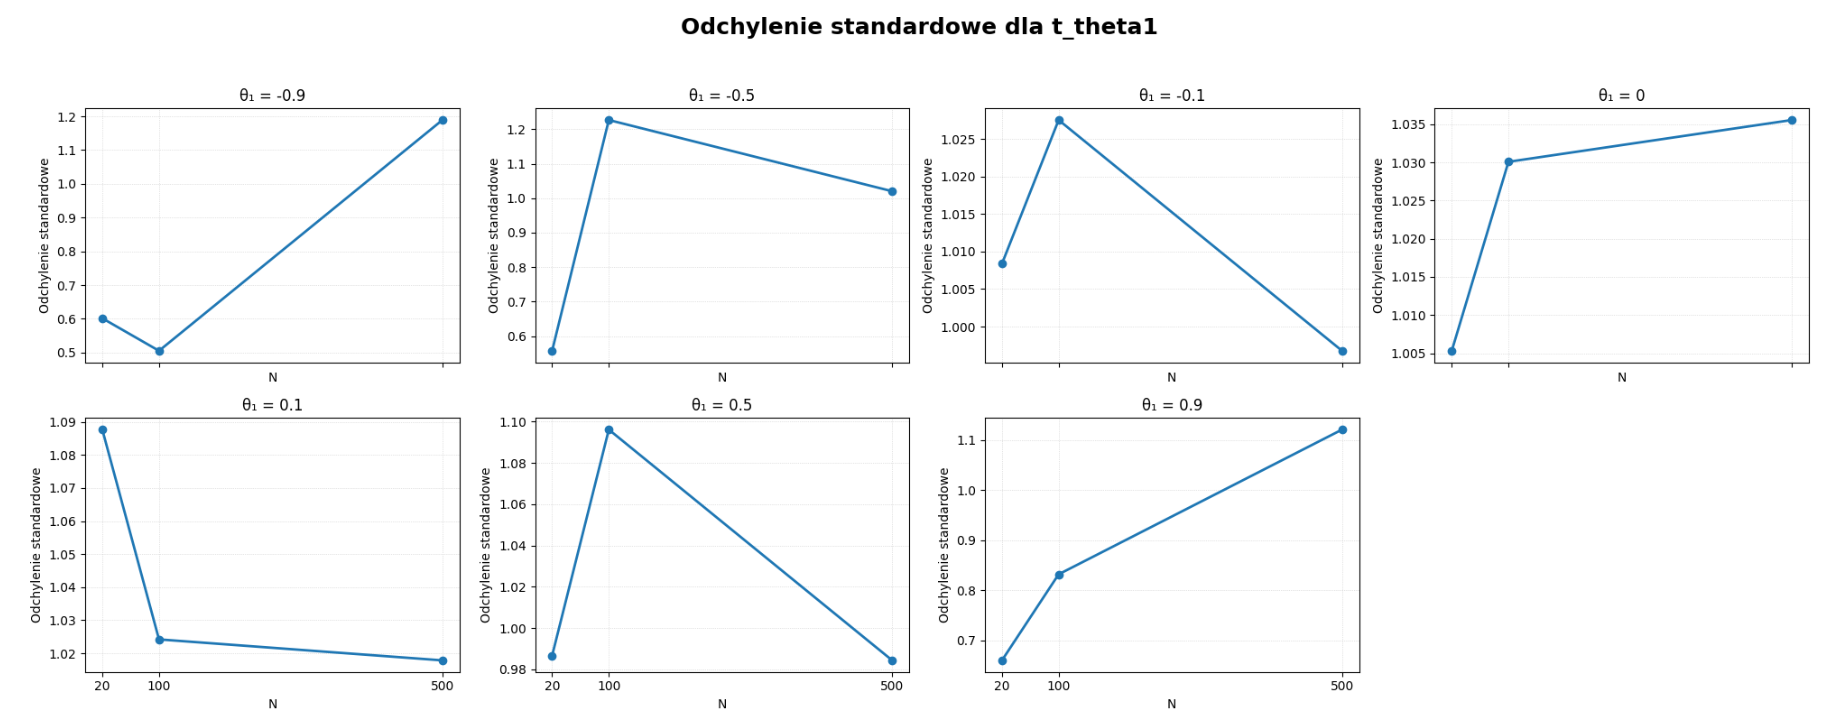 Odchylenie standardowe dla t_theta1
θ₁ = -0.9
Odchylenie standardowe
1.2
1.1
1.0
0.9
0.8
0.7
0.6
0.5
N
θ₁ = -0.5
Odchylenie standardowe
1.2
1.1
1.0
0.9
0.8
0.7
0.6
N
θ₁ = -0.1
Odchylenie standardowe
1.025
1.020
1.015
1.010
1.005
1.000
N
θ₁ = 0
Odchylenie standardowe
1.035
1.030
1.025
1.020
1.015
1.010
1.005
N
θ₁ = 0.1
Odchylenie standardowe
1.09
1.08
1.07
1.06
1.05
1.04
1.03
1.02
20 100 500
N
θ₁ = 0.5
Odchylenie standardowe
1.10
1.08
1.06
1.04
1.02
1.00
0.98
20 100 500
N
θ₁ = 0.9
Odchylenie standardowe
1.1
1.0
0.9
0.8
0.7
20 100 500
N